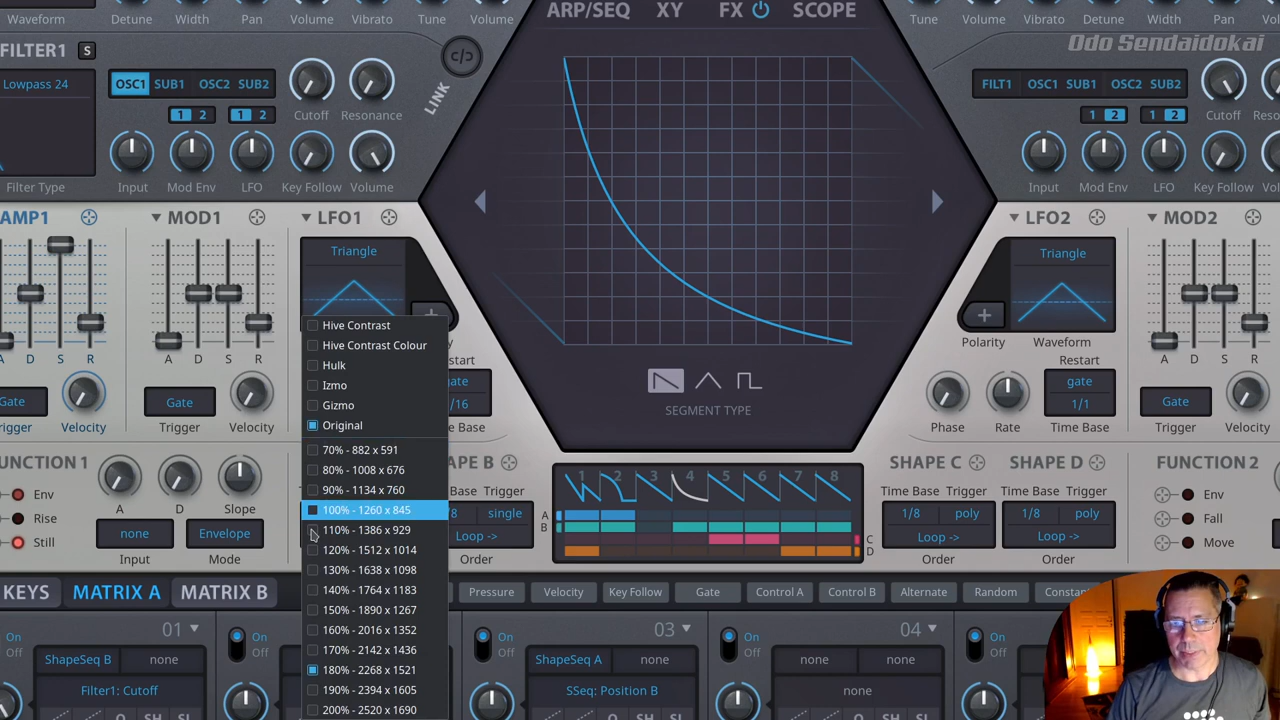 Waveform
Detune
Width
Pan
Volume
Vibrato
Tune
Volume
ARP/SEQ
XY
FX
SCOPE
Tune
Volume
Vibrato
Detune
Width
Pan
Odo Sendaidokai
FILTER1
S
Lowpass 24
OSC1 SUB1 OSC2 SUB2
1 2
1 2
Cutoff
Resonance
LINK
Input
Mod Env
LFO
Key Follow
Volume
Filter Type
FILT1 OSC1 SUB1 OSC2 SUB2
1 2
1 2
Cutoff
Input
Mod Env
LFO
Key Follow
AMP1
MOD1
LFO1
LFO2
MOD2
Triangle
Triangle
D S R
A D S R
A D S R
Gate
Velocity
Gate
Trigger
Velocity
Hive Contrast
Hive Contrast Colour
Hulk
Izmo
Gizmo
Original
70% - 882 x 591
80% - 1008 x 676
90% - 1134 x 760
100% - 1260 x 845
110% - 1386 x 929
120% - 1512 x 1014
130% - 1638 x 1098
140% - 1764 x 1183
150% - 1890 x 1267
160% - 2016 x 1352
170% - 2142 x 1436
180% - 2268 x 1521
190% - 2394 x 1605
200% - 2520 x 1690
SEGMENT TYPE
Polarity
Waveform
Restart
gate
1/1
Phase
Rate
Time Base
Gate
Trigger
Velocity
Env
Rise
Still
A
D
Slope
none
Envelope
Input
Mode
Trigger
single
Loop ->
Order
1 2 3 4 5 6 7 8
A
B
C
D
SHAPE C
SHAPE D
Time Base
Trigger
Time Base
Trigger
1/8
poly
1/8
poly
Loop ->
Loop ->
Order
Order
FUNCTION 2
Env
Fall
Move
KEYS
MATRIX A
MATRIX B
Pressure
Velocity
Key Follow
Gate
Control A
Control B
Alternate
Random
On
Off
01
ShapeSeq B
none
Filter1: Cutoff
On
Off
On
Off
03
ShapeSeq A
none
SSeq: Position B
On
Off
04
none
none
none
On
Off